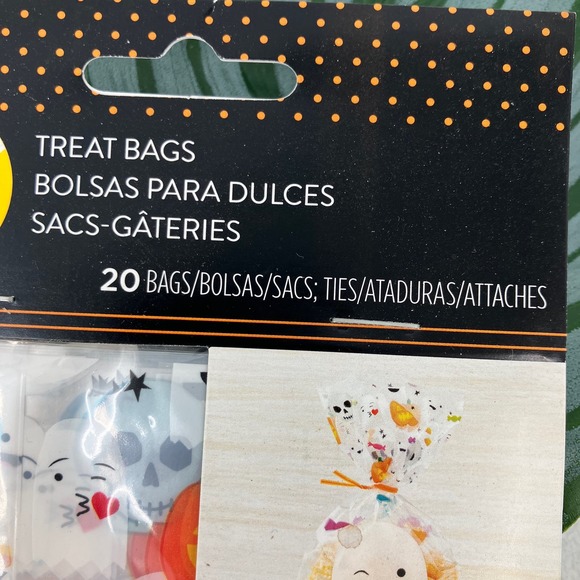 TREAT BAGS
BOLSAS PARA DULCES
SACS-GÂTERIES
20 BAGS/BOLSAS/SACS; TIES/ATADURAS/ATTACHES